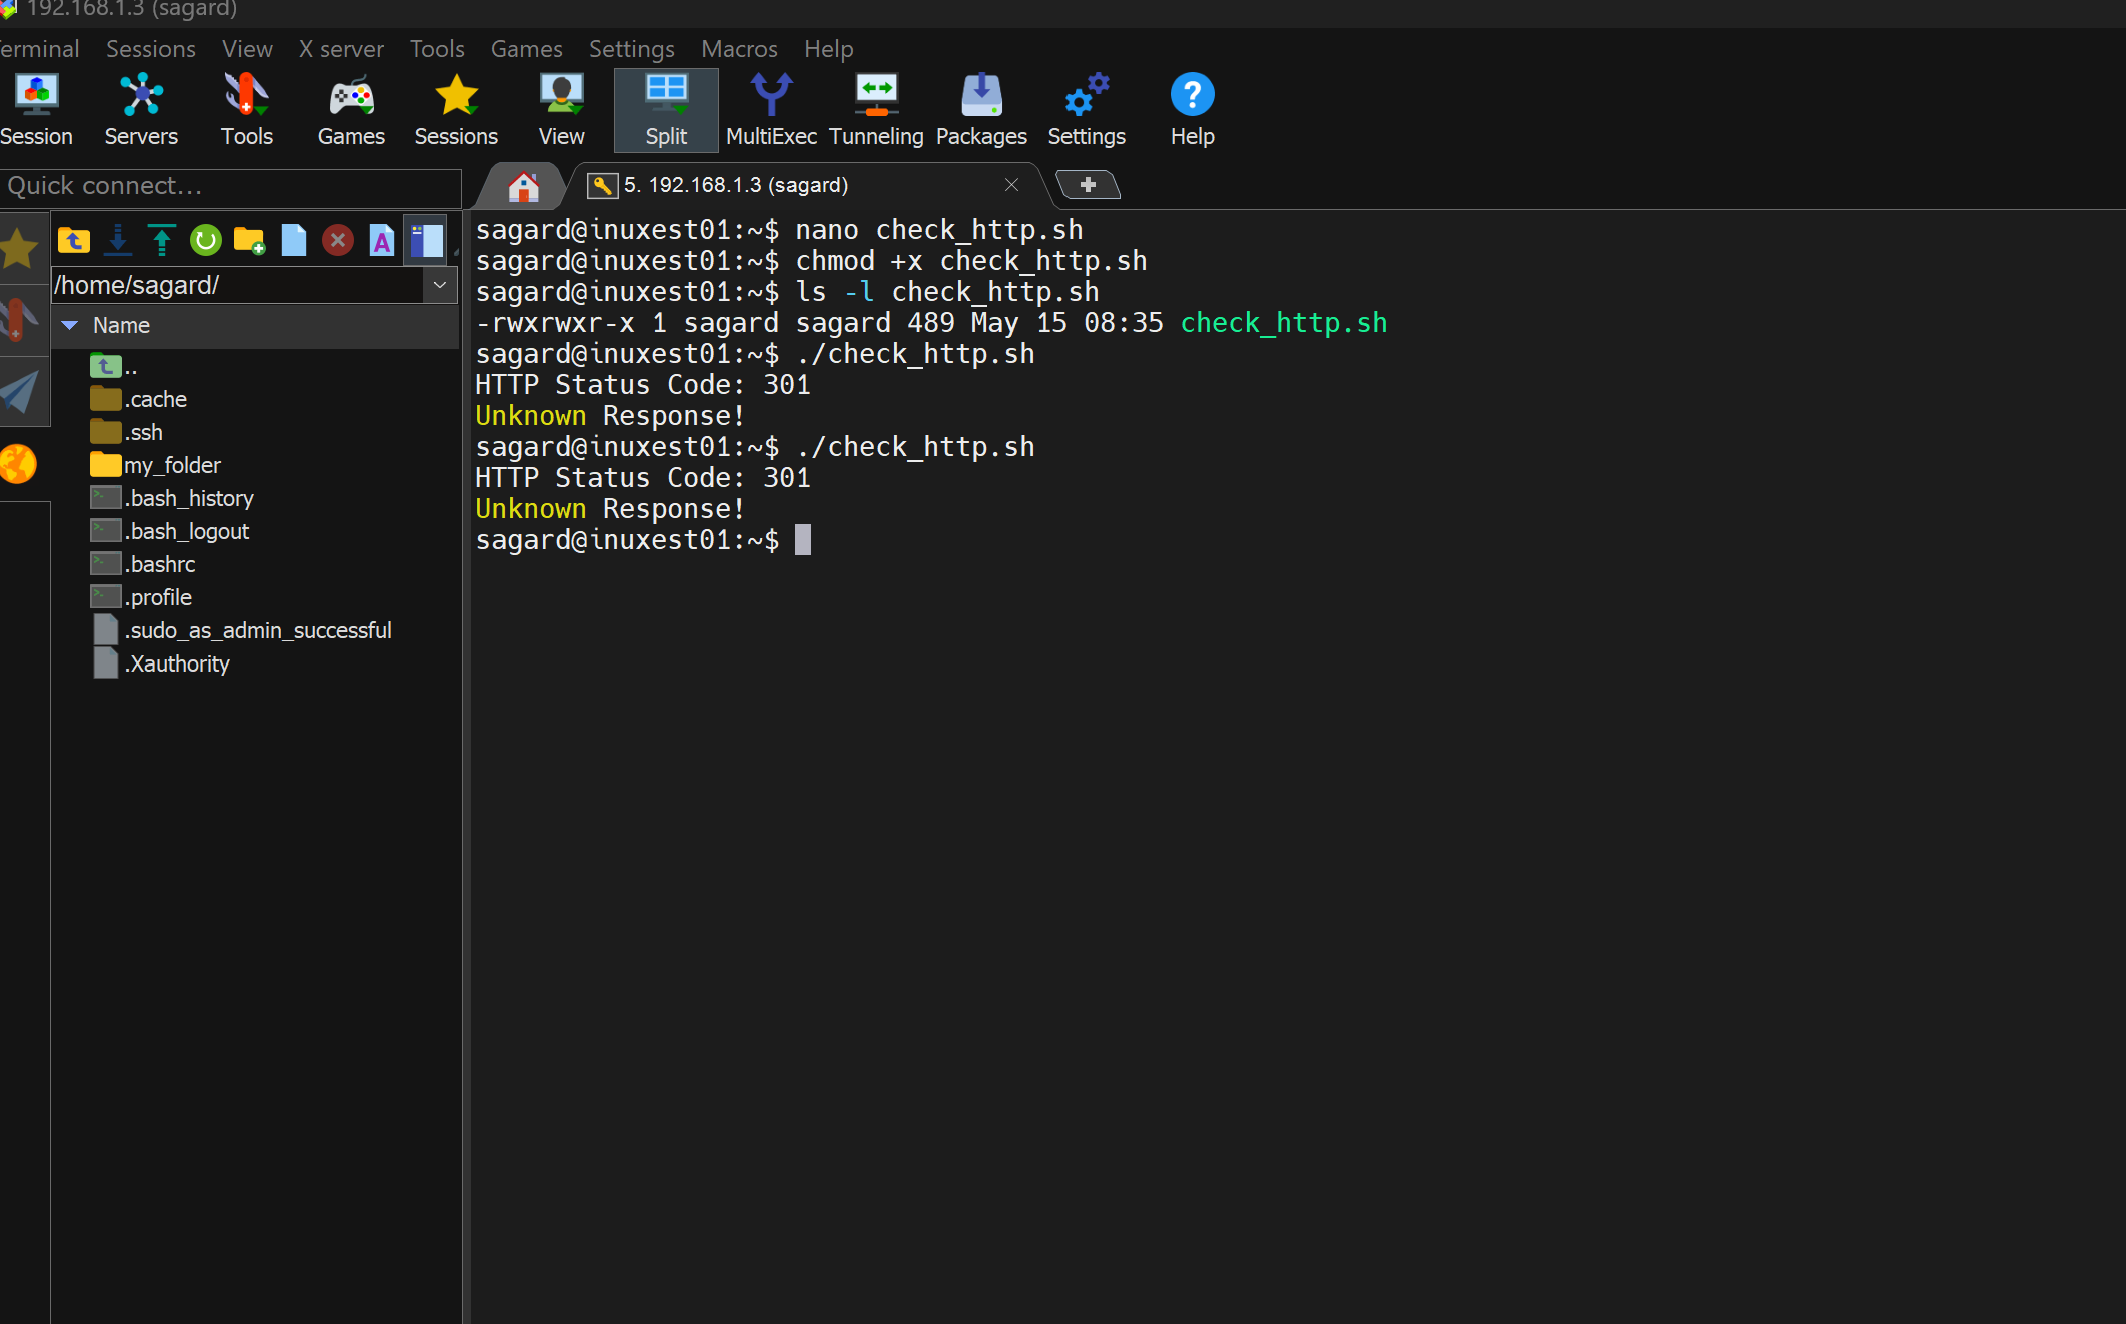 192.168.1.3 (sagard)
erminal Sessions View X server Tools Games Settings Macros Help
Session Servers Tools Games Sessions View Split MultiExec Tunneling Packages Settings Help
Quick connect...
5. 192.168.1.3 (sagard)
/home/sagard/
Name
..
.cache
.ssh
my_folder
.bash_history
.bash_logout
.bashrc
.profile
.sudo_as_admin_successful
.Xauthority
sagard@inuxest01:~$ nano check_http.sh
sagard@inuxest01:~$ chmod +x check_http.sh
sagard@inuxest01:~$ ls -l check_http.sh
-rwxrwxr-x 1 sagard sagard 489 May 15 08:35 check_http.sh
sagard@inuxest01:~$ ./check_http.sh
HTTP Status Code: 301
Unknown Response!
sagard@inuxest01:~$ ./check_http.sh
HTTP Status Code: 301
Unknown Response!
sagard@inuxest01:~$